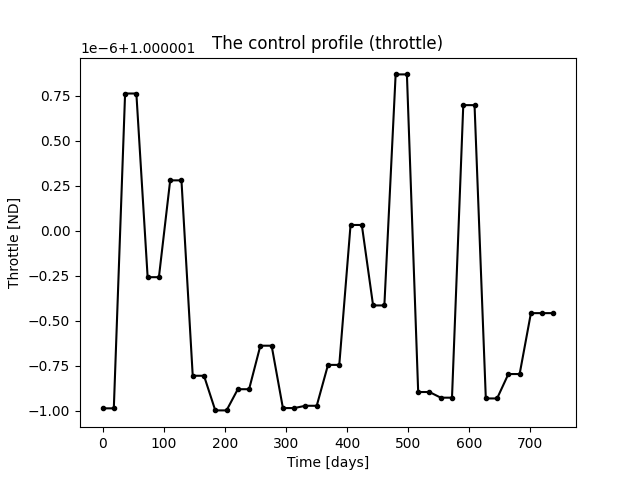 The control profile (throttle)
1e−6+1.000001
0.75
0.50
0.25
0.00
−0.25
−0.50
−0.75
−1.00
Throttle [ND]
0 100 200 300 400 500 600 700
Time [days]